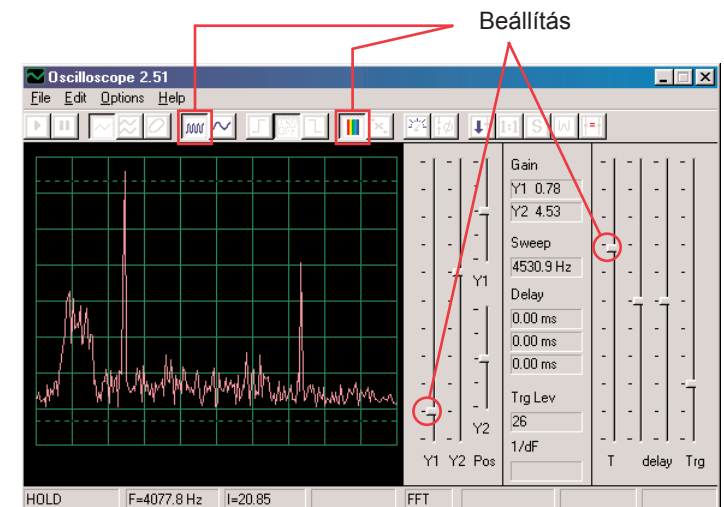 Beállítás
Oscilloscope 2.51
File Edit Options Help
1:1 S W
Gain
Y1 0.78
Y2 4.53
Sweep
4530.9 Hz
Y1
Delay
0.00 ms
0.00 ms
0.00 ms
Trg Lev
26
Y2
1/dF
Y1 Y2 Pos
T delay Trg
HOLD F=4077.8 Hz I=20.85 FFT